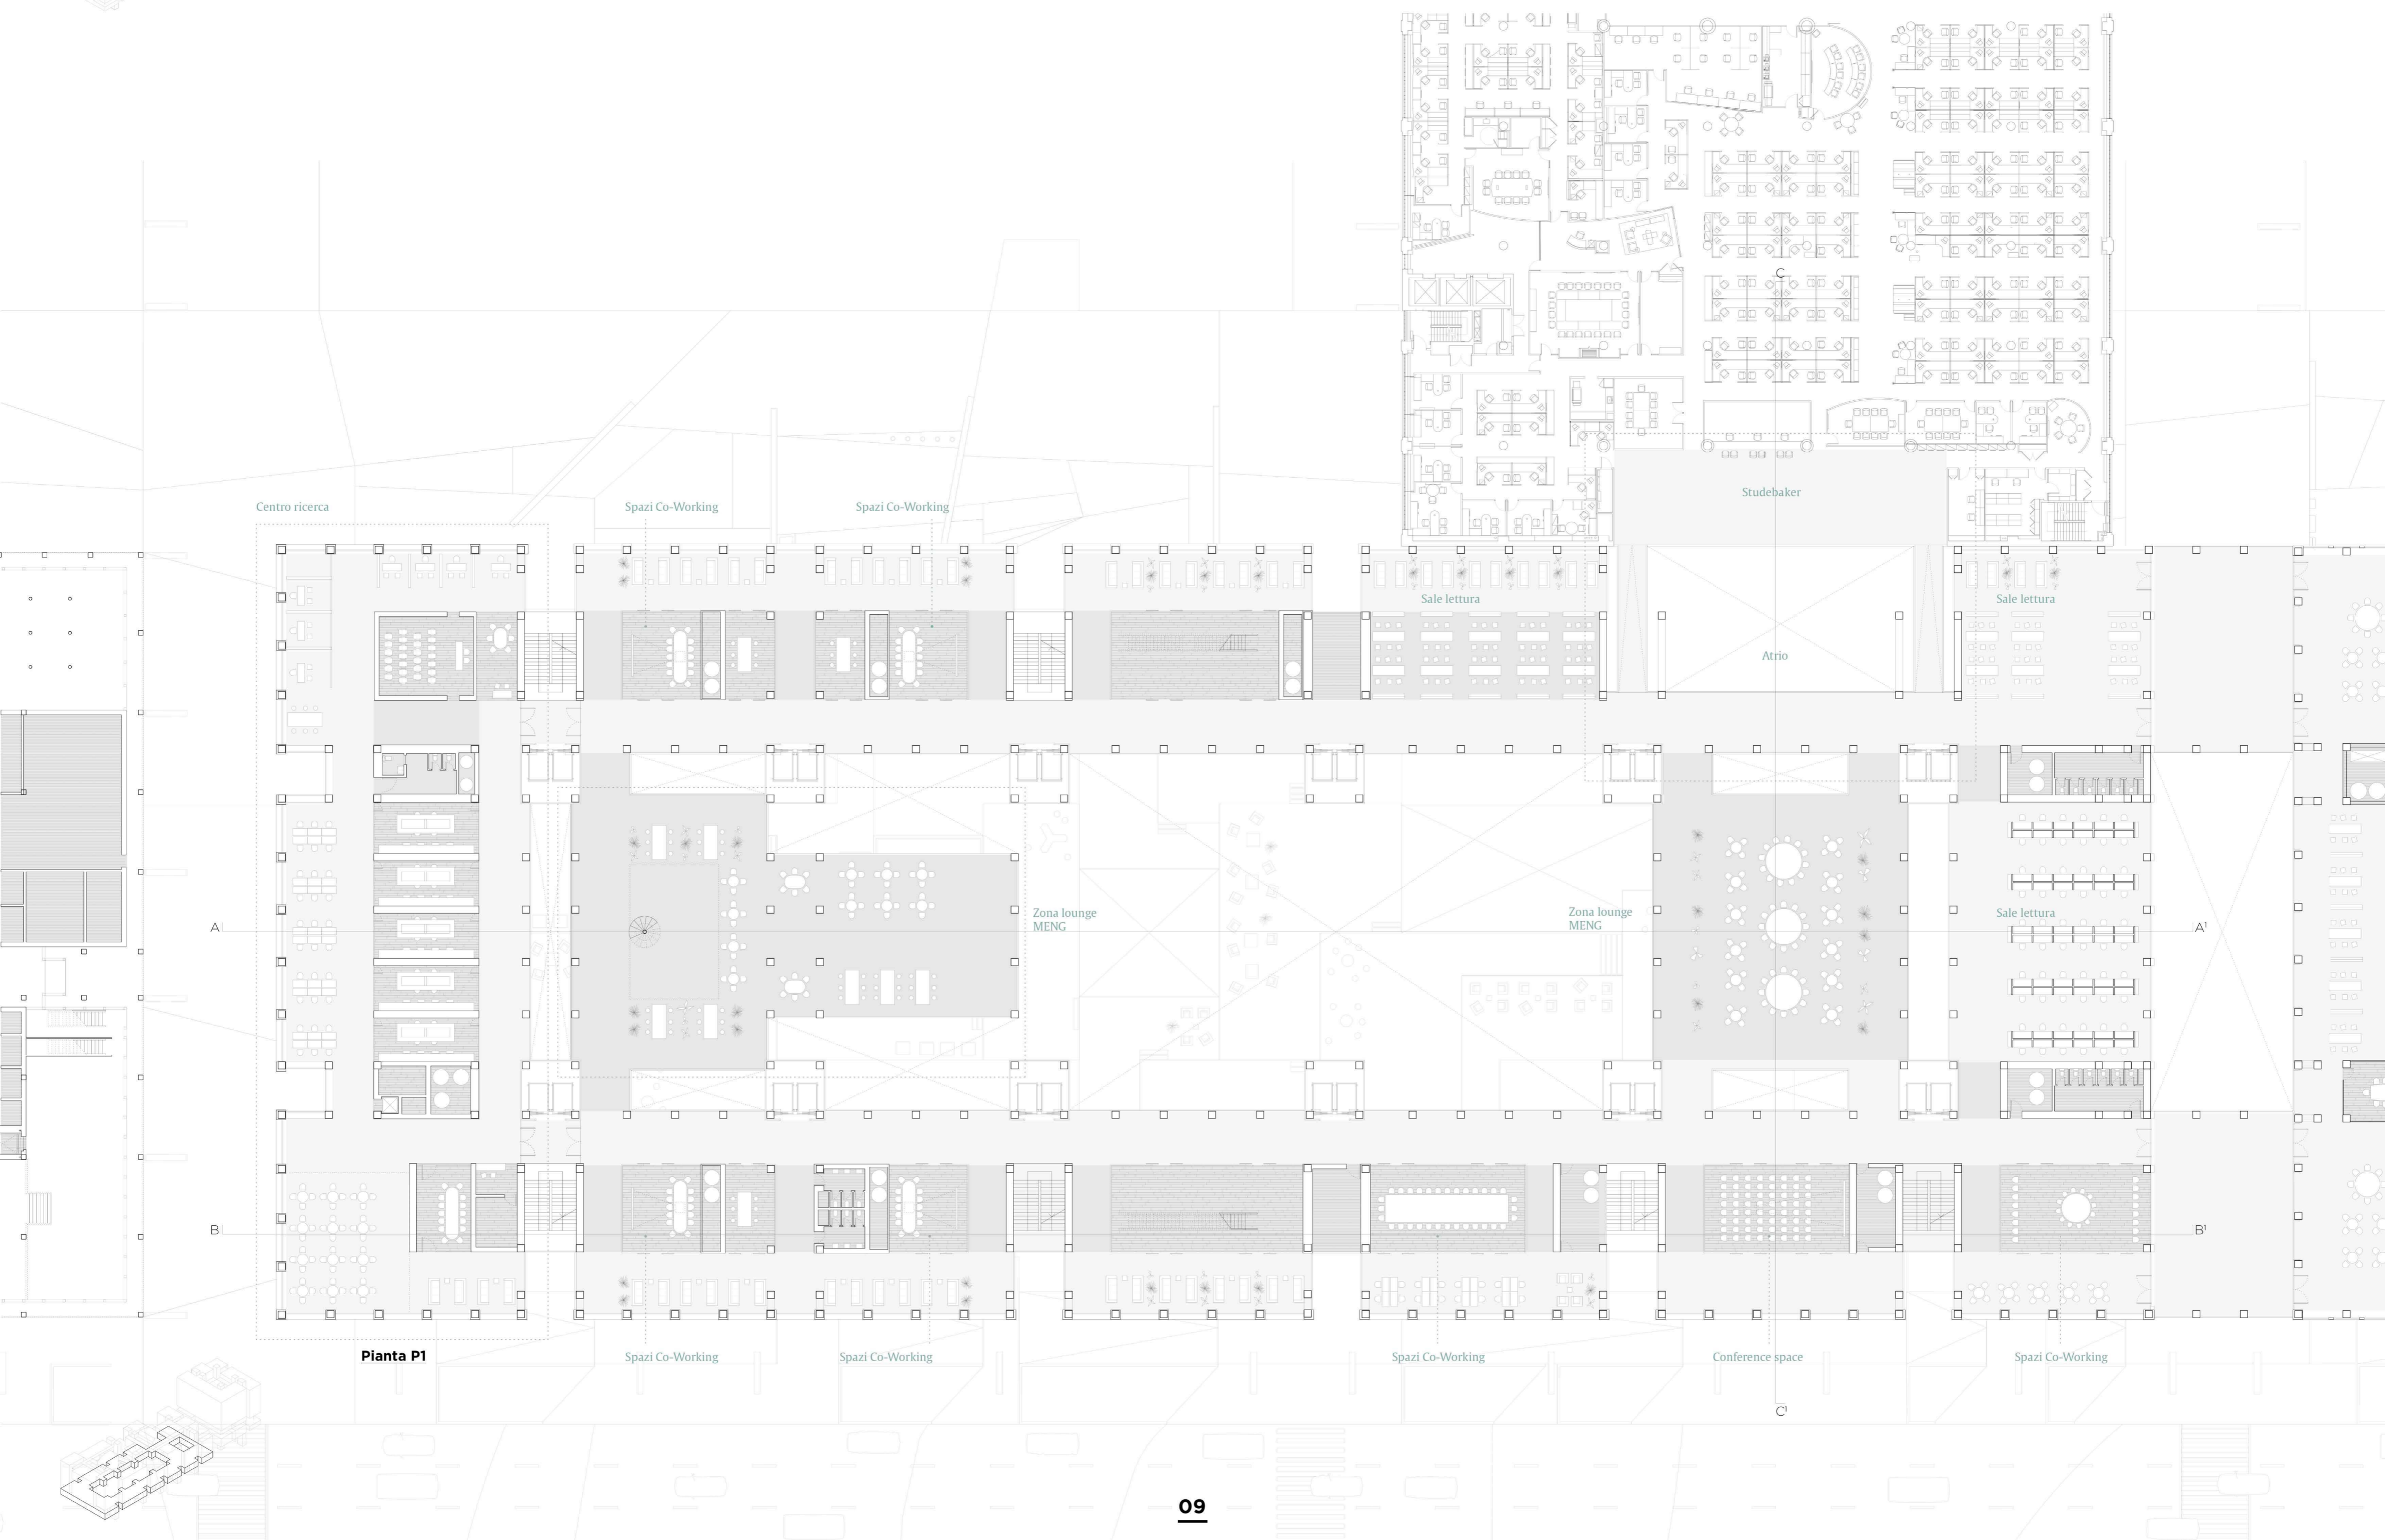 C
Studebaker
Centro ricerca
Spazi Co-Working
Spazi Co-Working
Sale lettura
Sale lettura
Atrio
Zona lounge
MENG
Zona lounge
MENG
Sale lettura
A
A¹
B
B¹
Pianta P1
Spazi Co-Working
Spazi Co-Working
Spazi Co-Working
Conference space
Spazi Co-Working
C¹
09